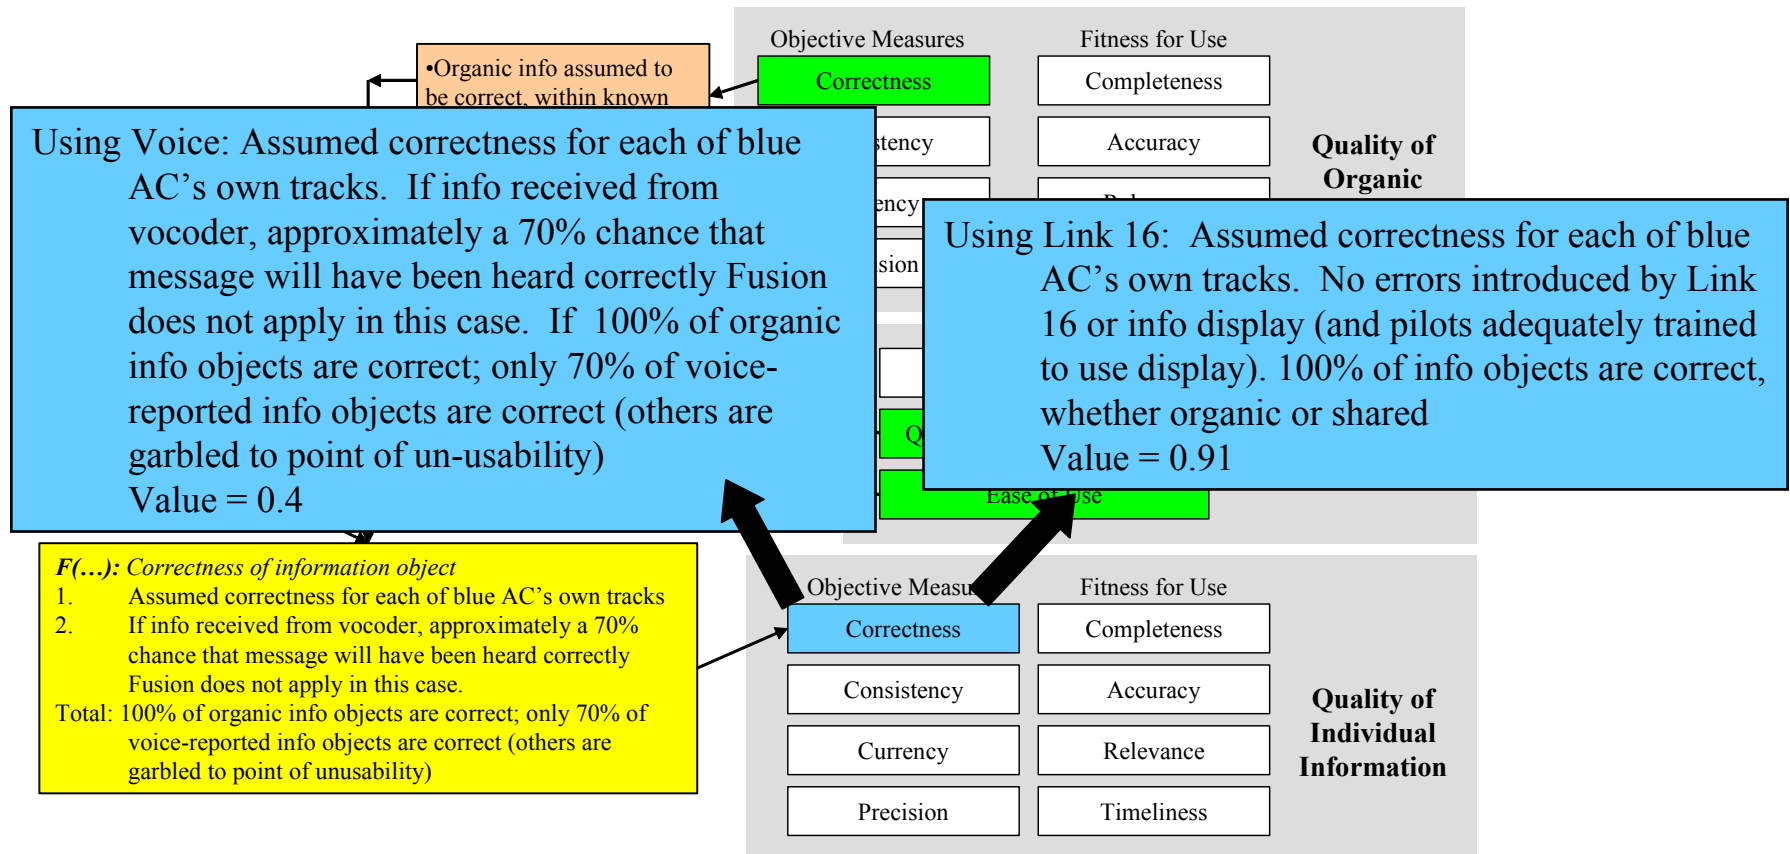 Objective Measures
Fitness for Use
•Organic info assumed to
be correct, within known
Correctness
Completeness
stency
Accuracy
Quality of
Organic
ency
sion
Using Voice: Assumed correctness for each of blue
AC’s own tracks.  If info received from
vocoder, approximately a 70% chance that
message will have been heard correctly Fusion
does not apply in this case.  If  100% of organic
info objects are correct; only 70% of voice-
reported info objects are correct (others are
garbled to point of un-usability)
Value = 0.4
Using Link 16:  Assumed correctness for each of blue
AC’s own tracks.  No errors introduced by Link
16 or info display (and pilots adequately trained
to use display). 100% of info objects are correct,
whether organic or shared
Value = 0.91
Q
Ease of Use
F(…): Correctness of information object
1. Assumed correctness for each of blue AC’s own tracks
2. If info received from vocoder, approximately a 70%
chance that message will have been heard correctly
Fusion does not apply in this case.
Total: 100% of organic info objects are correct; only 70% of
voice-reported info objects are correct (others are
garbled to point of unusability)
Objective Measu
Fitness for Use
Correctness
Completeness
Consistency
Accuracy
Currency
Relevance
Precision
Timeliness
Quality of
Individual
Information